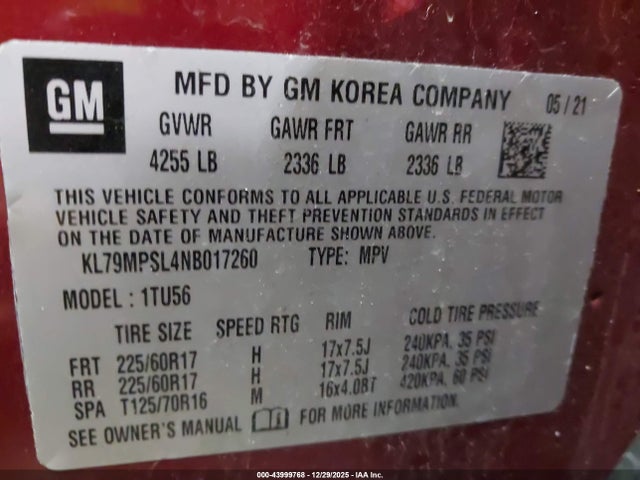 GM
MFD BY GM KOREA COMPANY 05 / 21
GVWR GAWR FRT GAWR RR
4255 LB 2336 LB 2336 LB
THIS VEHICLE CONFORMS TO ALL APPLICABLE U.S. FEDERAL MOTOR
VEHICLE SAFETY AND THEFT PREVENTION STANDARDS IN EFFECT
ON THE DATE OF MANUFACTURE SHOWN ABOVE.
KL79MPSL4NB017260 TYPE: MPV
MODEL: 1TU56
TIRE SIZE SPEED RTG RIM COLD TIRE PRESSURE
FRT 225/60R17 H 17x7.5J 240KPA, 35 PSI
RR 225/60R17 H 17x7.5J 240KPA, 35 PSI
SPA T125/70R16 M 16x4.0BT 420KPA, 60 PSI
SEE OWNER'S MANUAL FOR MORE INFORMATION.
000-43999768 - 12/29/2025 - IAA Inc.